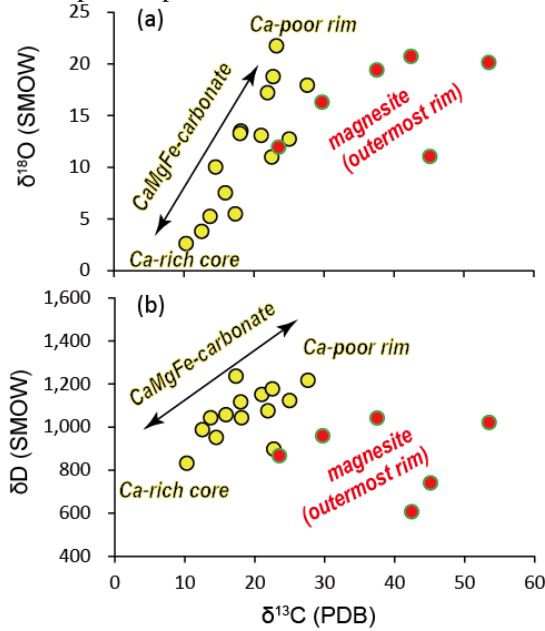 (a)
Ca-poor rim
CaMgFe-carbonate
magnesite
(outermost rim)
Ca-rich core
δ18O (SMOW)
25
20
15
10
5
0
(b)
CaMgFe-carbonate
Ca-poor rim
Ca-rich core
magnesite
(outermost rim)
δD (SMOW)
1,600
1,400
1,200
1,000
800
600
400
0 10 20 30 40 50 60
δ13C (PDB)